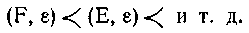 (F, ε) ≺ (E, ε) ≺ и т. д.